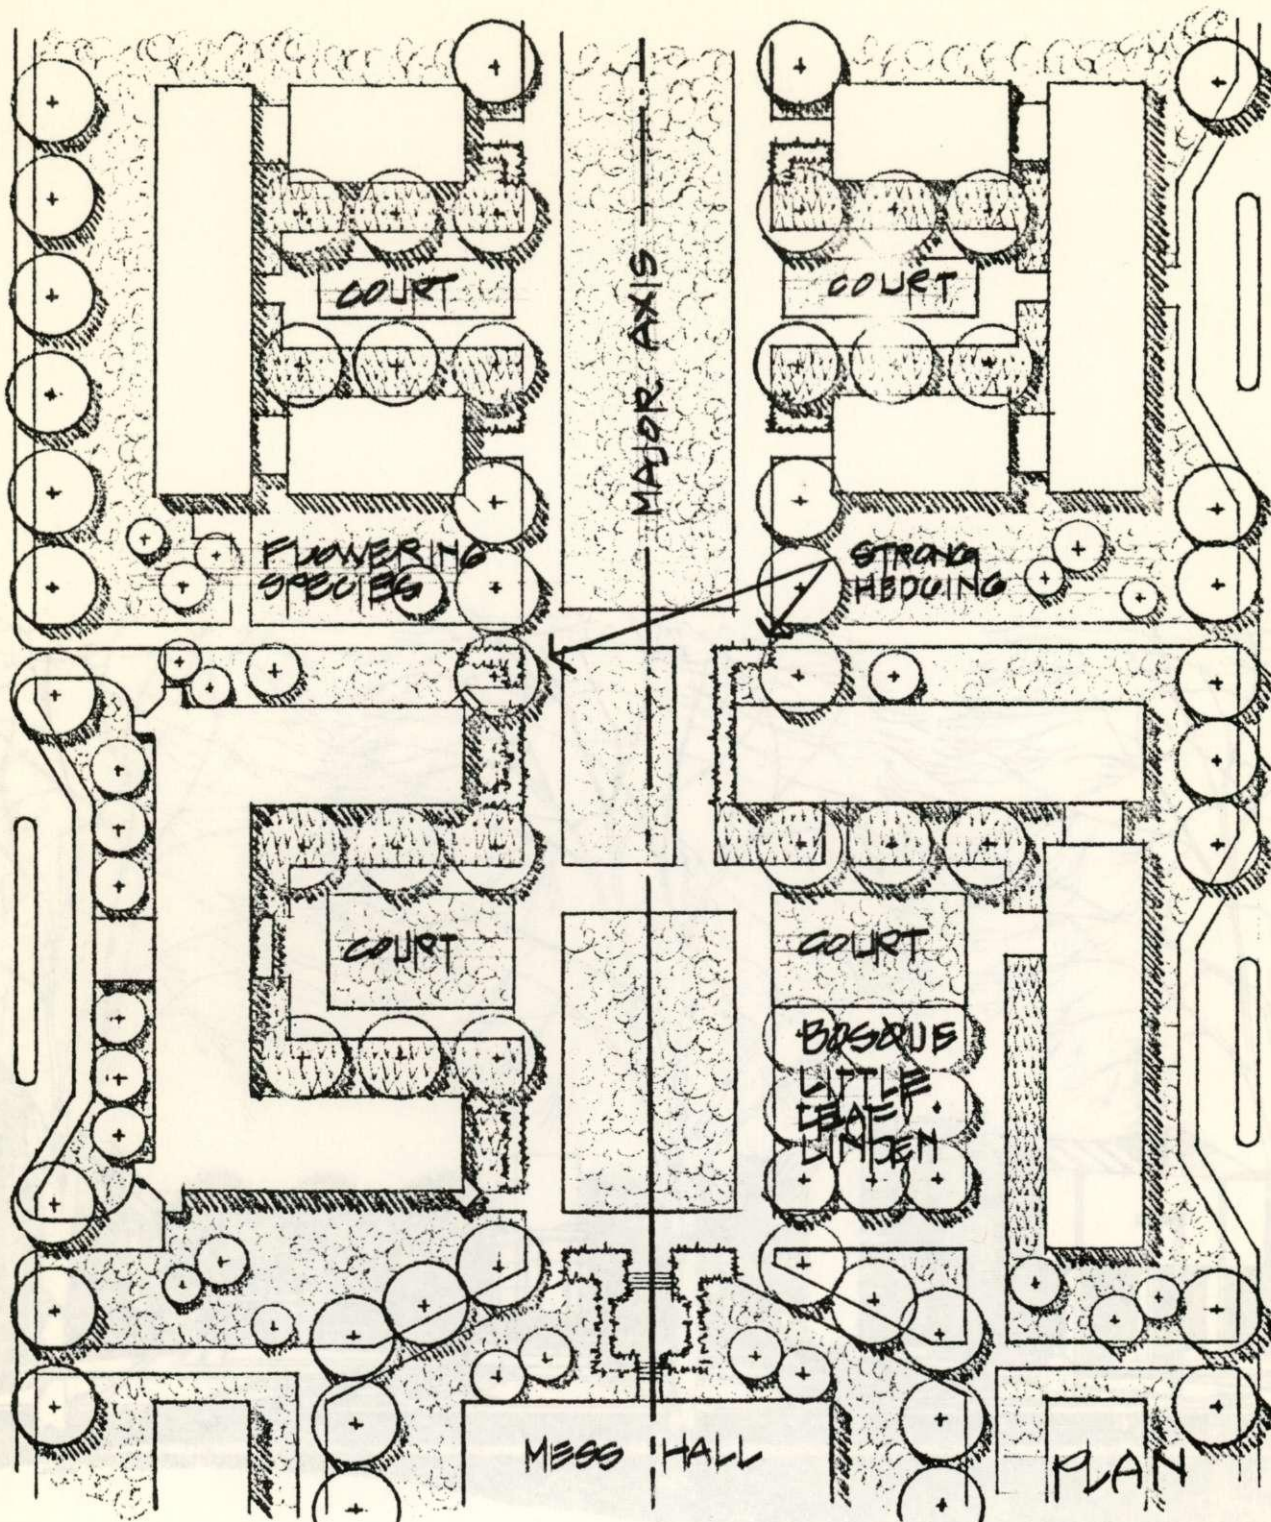 COURT
COURT
MAJOR AXIS
FLOWERING
SPECIES
STRONG
HEDGING
COURT
COURT
BOSQUE
LITTLE
LEAF
LINDEN
MESS HALL
PLAN